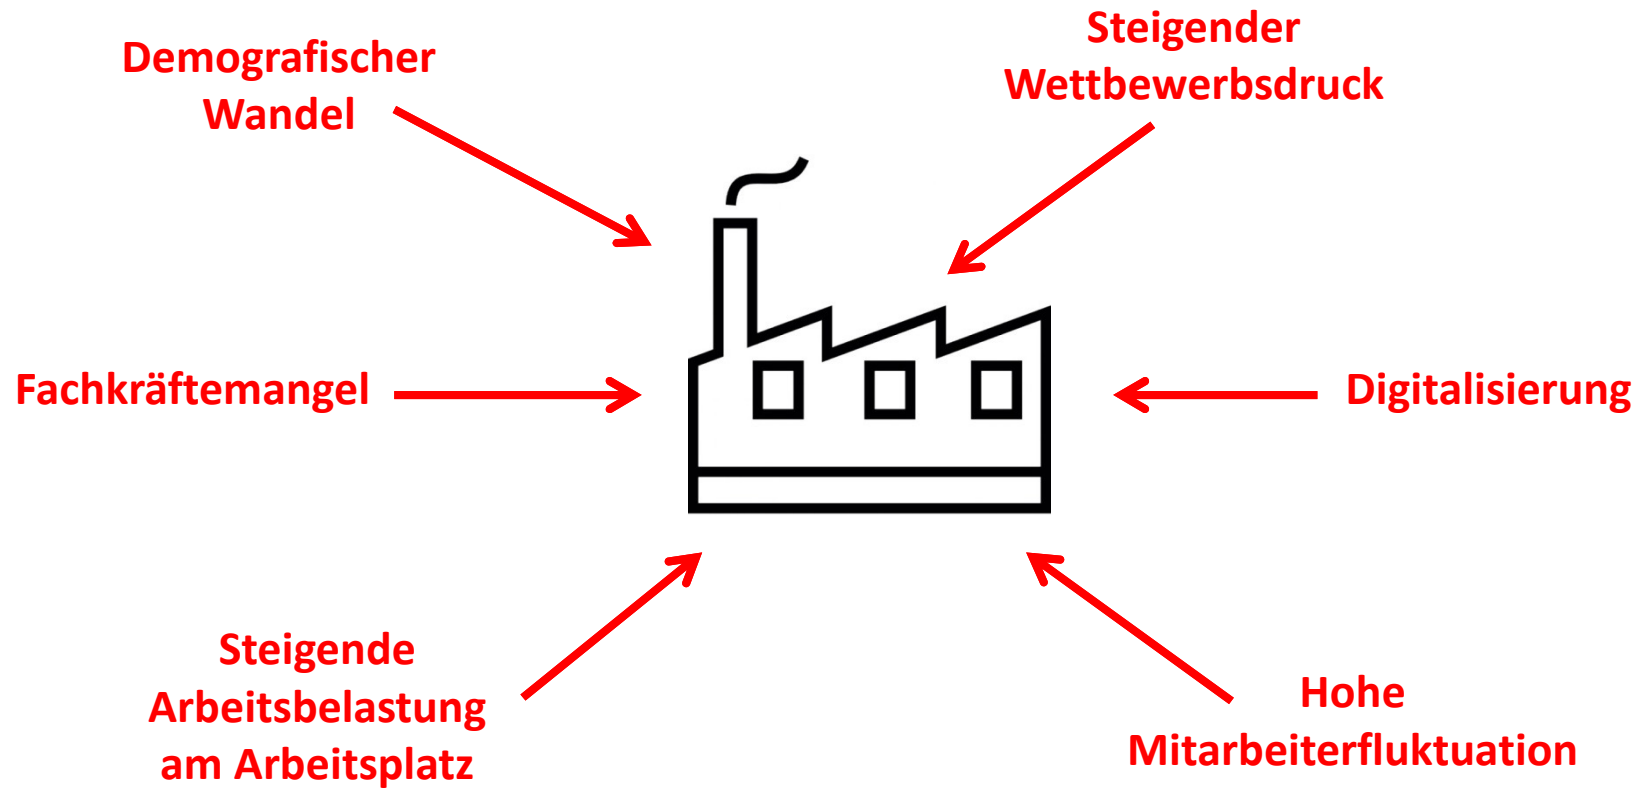 Demografischer
Wandel
Steigender
Wettbewerbsdruck
Fachkräftemangel
Digitalisierung
Steigende
Arbeitsbelastung
am Arbeitsplatz
Hohe
Mitarbeiterfluktuation